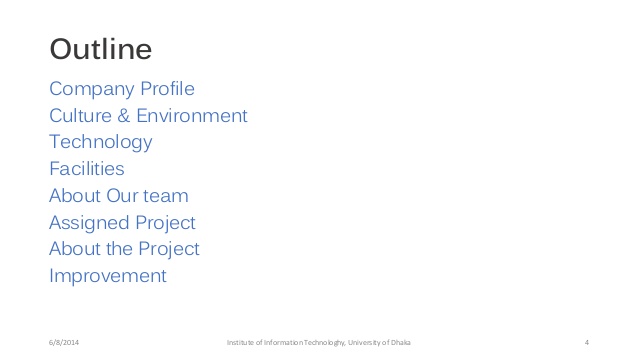 Outline
Company Profile
Culture & Environment
Technology
Facilities
About Our team
Assigned Project
About the Project
Improvement
6/8/2014
Institute of Information Technologhy, University of Dhaka
4